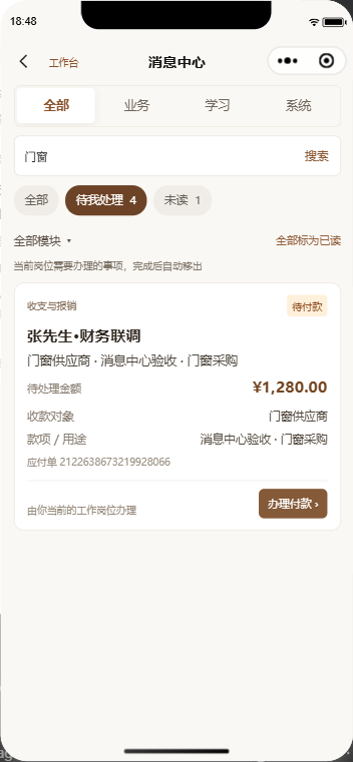 18:48
工作台
消息中心
全部 业务 学习 系统
门窗 搜索
全部 待我处理 4 未读 1
全部模块 全部标为已读
当前岗位需要办理的事项，完成后自动移出
收支与报销 待付款
张先生•财务联调
门窗供应商 · 消息中心验收 · 门窗采购
待处理金额 ¥1,280.00
收款对象 门窗供应商
款项 / 用途 消息中心验收 · 门窗采购
应付单 2122638673219928066
由你当前的工作岗位办理 办理付款 ›